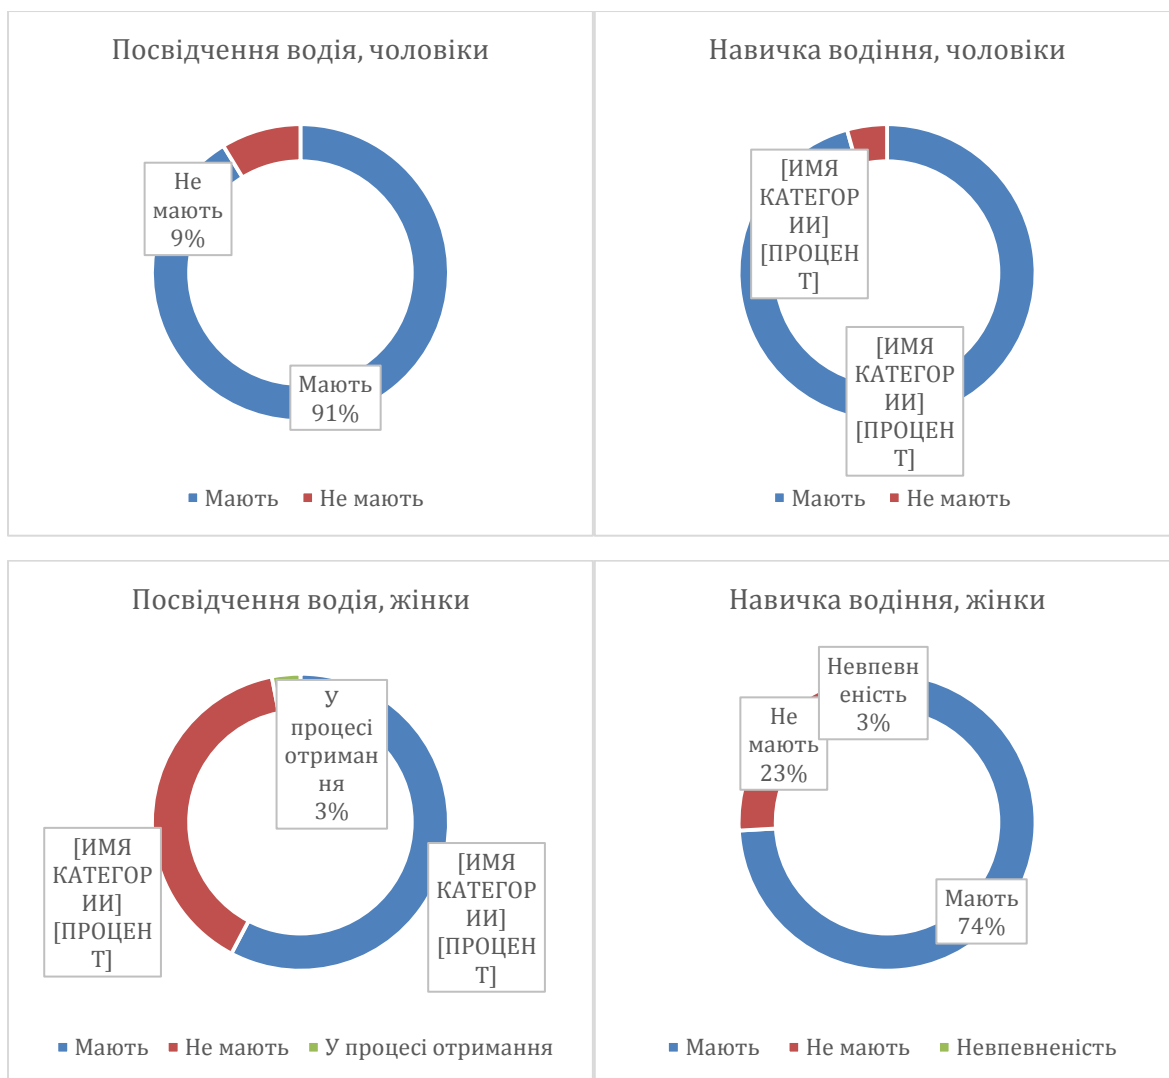 Посвідчення водія, чоловіки
Не
мають
9%
Мають
91%
Мають Не мають
Навичка водіння, чоловіки
[ИМЯ
КАТЕГОР
ИИ]
[ПРОЦЕН
Т]
[ИМЯ
КАТЕГОР
ИИ]
[ПРОЦЕН
Т]
Мають Не мають
Посвідчення водія, жінки
У
процесі
отриман
ня
3%
[ИМЯ
КАТЕГОР
ИИ]
[ПРОЦЕН
Т]
[ИМЯ
КАТЕГОР
ИИ]
[ПРОЦЕН
Т]
Мають Не мають У процесі отримання
Навичка водіння, жінки
Невпевн
еність
3%
Не
мають
23%
Мають
74%
Мають Не мають Невпевненість